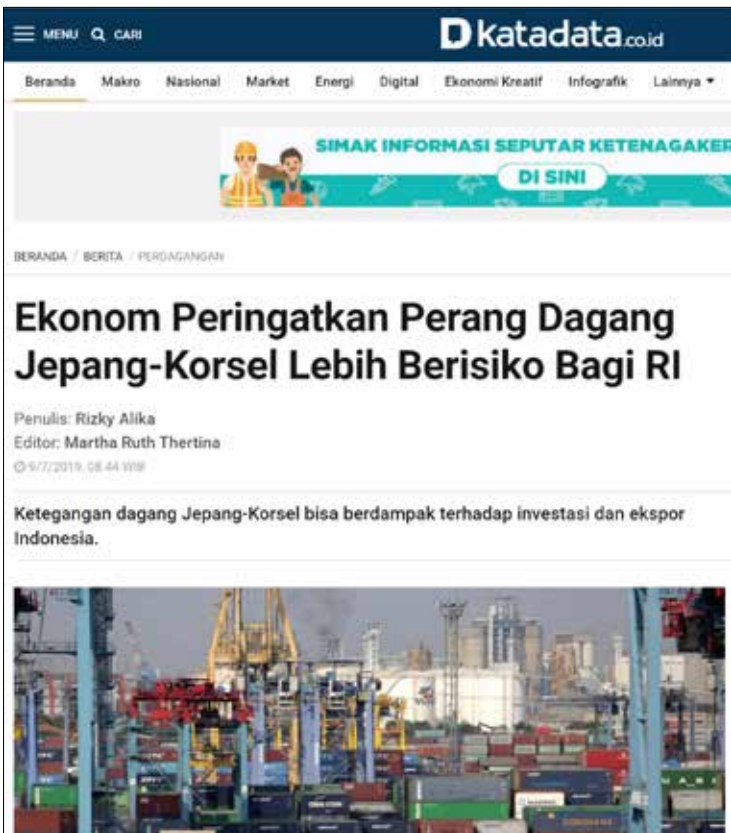 MENU CARI
katadata.co.id
Beranda Makro Nasional Market Energi Digital Ekonomi Kreatif Infografik Lainnya
SIMAK INFORMASI SEPUTAR KETENAGAKER
DI SINI
BERANDA / BERITA / PERDAGANGAN
Ekonom Peringatkan Perang Dagang
Jepang-Korsel Lebih Berisiko Bagi RI
Penulis: Rizky Alika
Editor: Martha Ruth Thertina
9/7/2019, 08.44 WIB
Ketegangan dagang Jepang-Korsel bisa berdampak terhadap investasi dan ekspor
Indonesia.